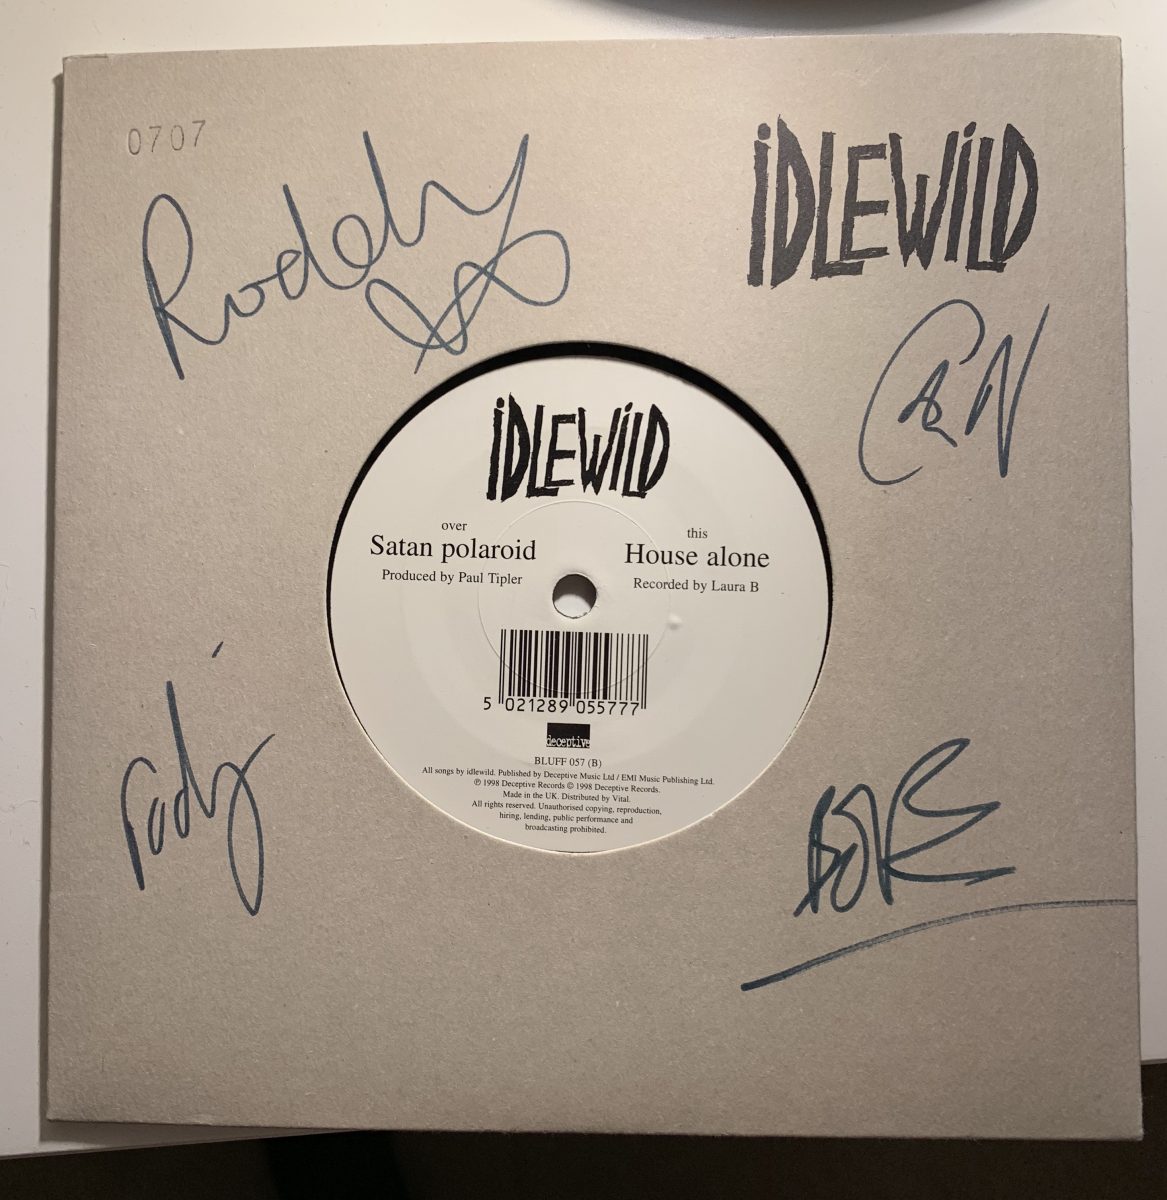 0707
IDLEWILD
Roddy
IDLEWILD
over
Satan polaroid
Produced by Paul Tipler
this
House alone
Recorded by Laura B
5 021289 055777
deceptive
BLUFF 057 (B)
All songs by idlewild. Published by Deceptive Music Ltd / EMI Music Publishing Ltd.
℗ 1998 Deceptive Records © 1998 Deceptive Records.
Made in the UK. Distributed by Vital.
All rights reserved. Unauthorised copying, reproduction,
hiring, lending, public performance and
broadcasting prohibited.